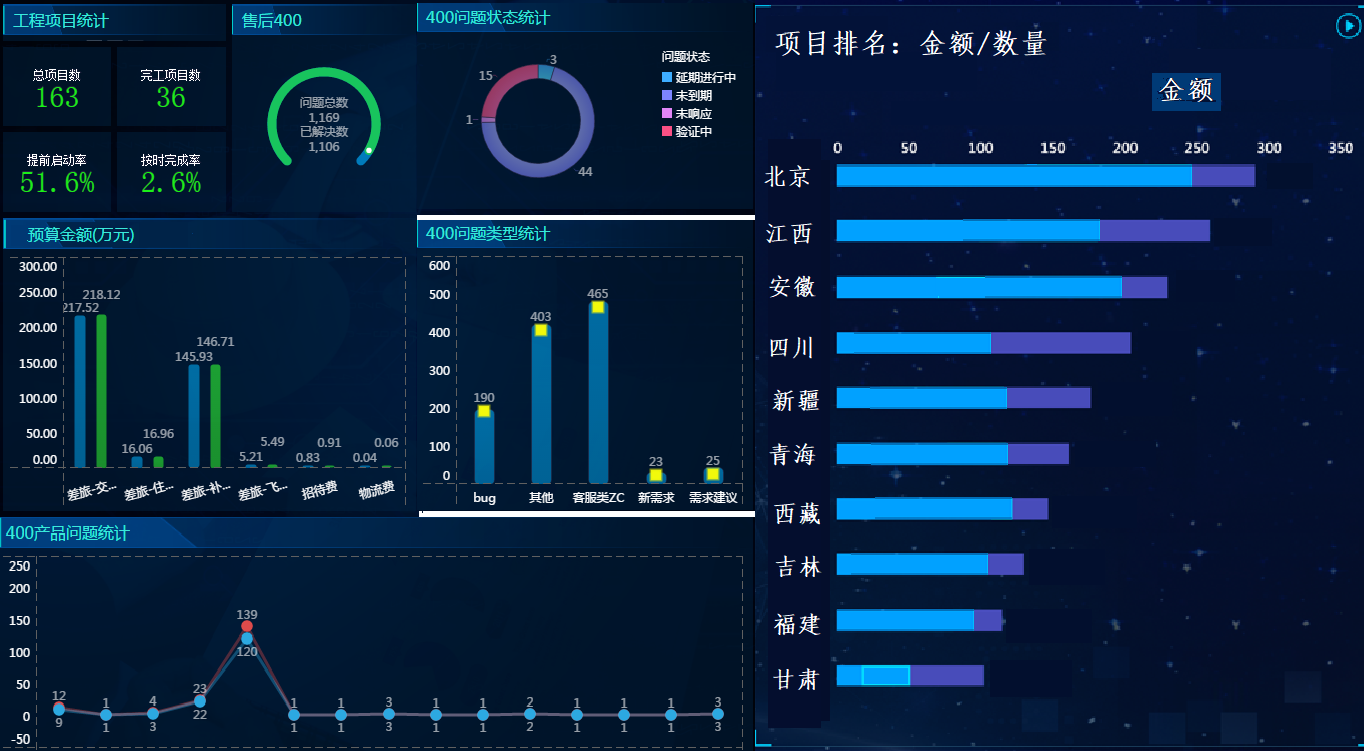 工程项目统计
总项目数
163
完工项目数
36
提前启动率
51.6%
按时完成率
2.6%
售后400
问题总数
1,169
已解决数
1,106
400问题状态统计
3
15
1
44
问题状态
延期进行中
未到期
未响应
验证中
预算金额(万元)
300.00
250.00
200.00
150.00
100.00
50.00
0.00
217.52
218.12
16.06
16.96
145.93
146.71
5.21
5.49
0.83
0.91
0.04
0.06
差旅-交...
差旅-住...
差旅-补...
差旅-飞...
招待费
物流费
400问题类型统计
600
500
400
300
200
100
0
190
403
465
23
25
bug
其他
客服类ZC
新需求
需求建议
400产品问题统计
250
200
150
100
50
0
-50
12
1
4
23
139
1
1
3
1
1
2
1
1
1
3
9
1
3
22
120
1
1
3
1
1
2
1
1
1
3
项目排名：金额/数量
金额
0 50 100 150 200 250 300 350
北京
江西
安徽
四川
新疆
青海
西藏
吉林
福建
甘肃